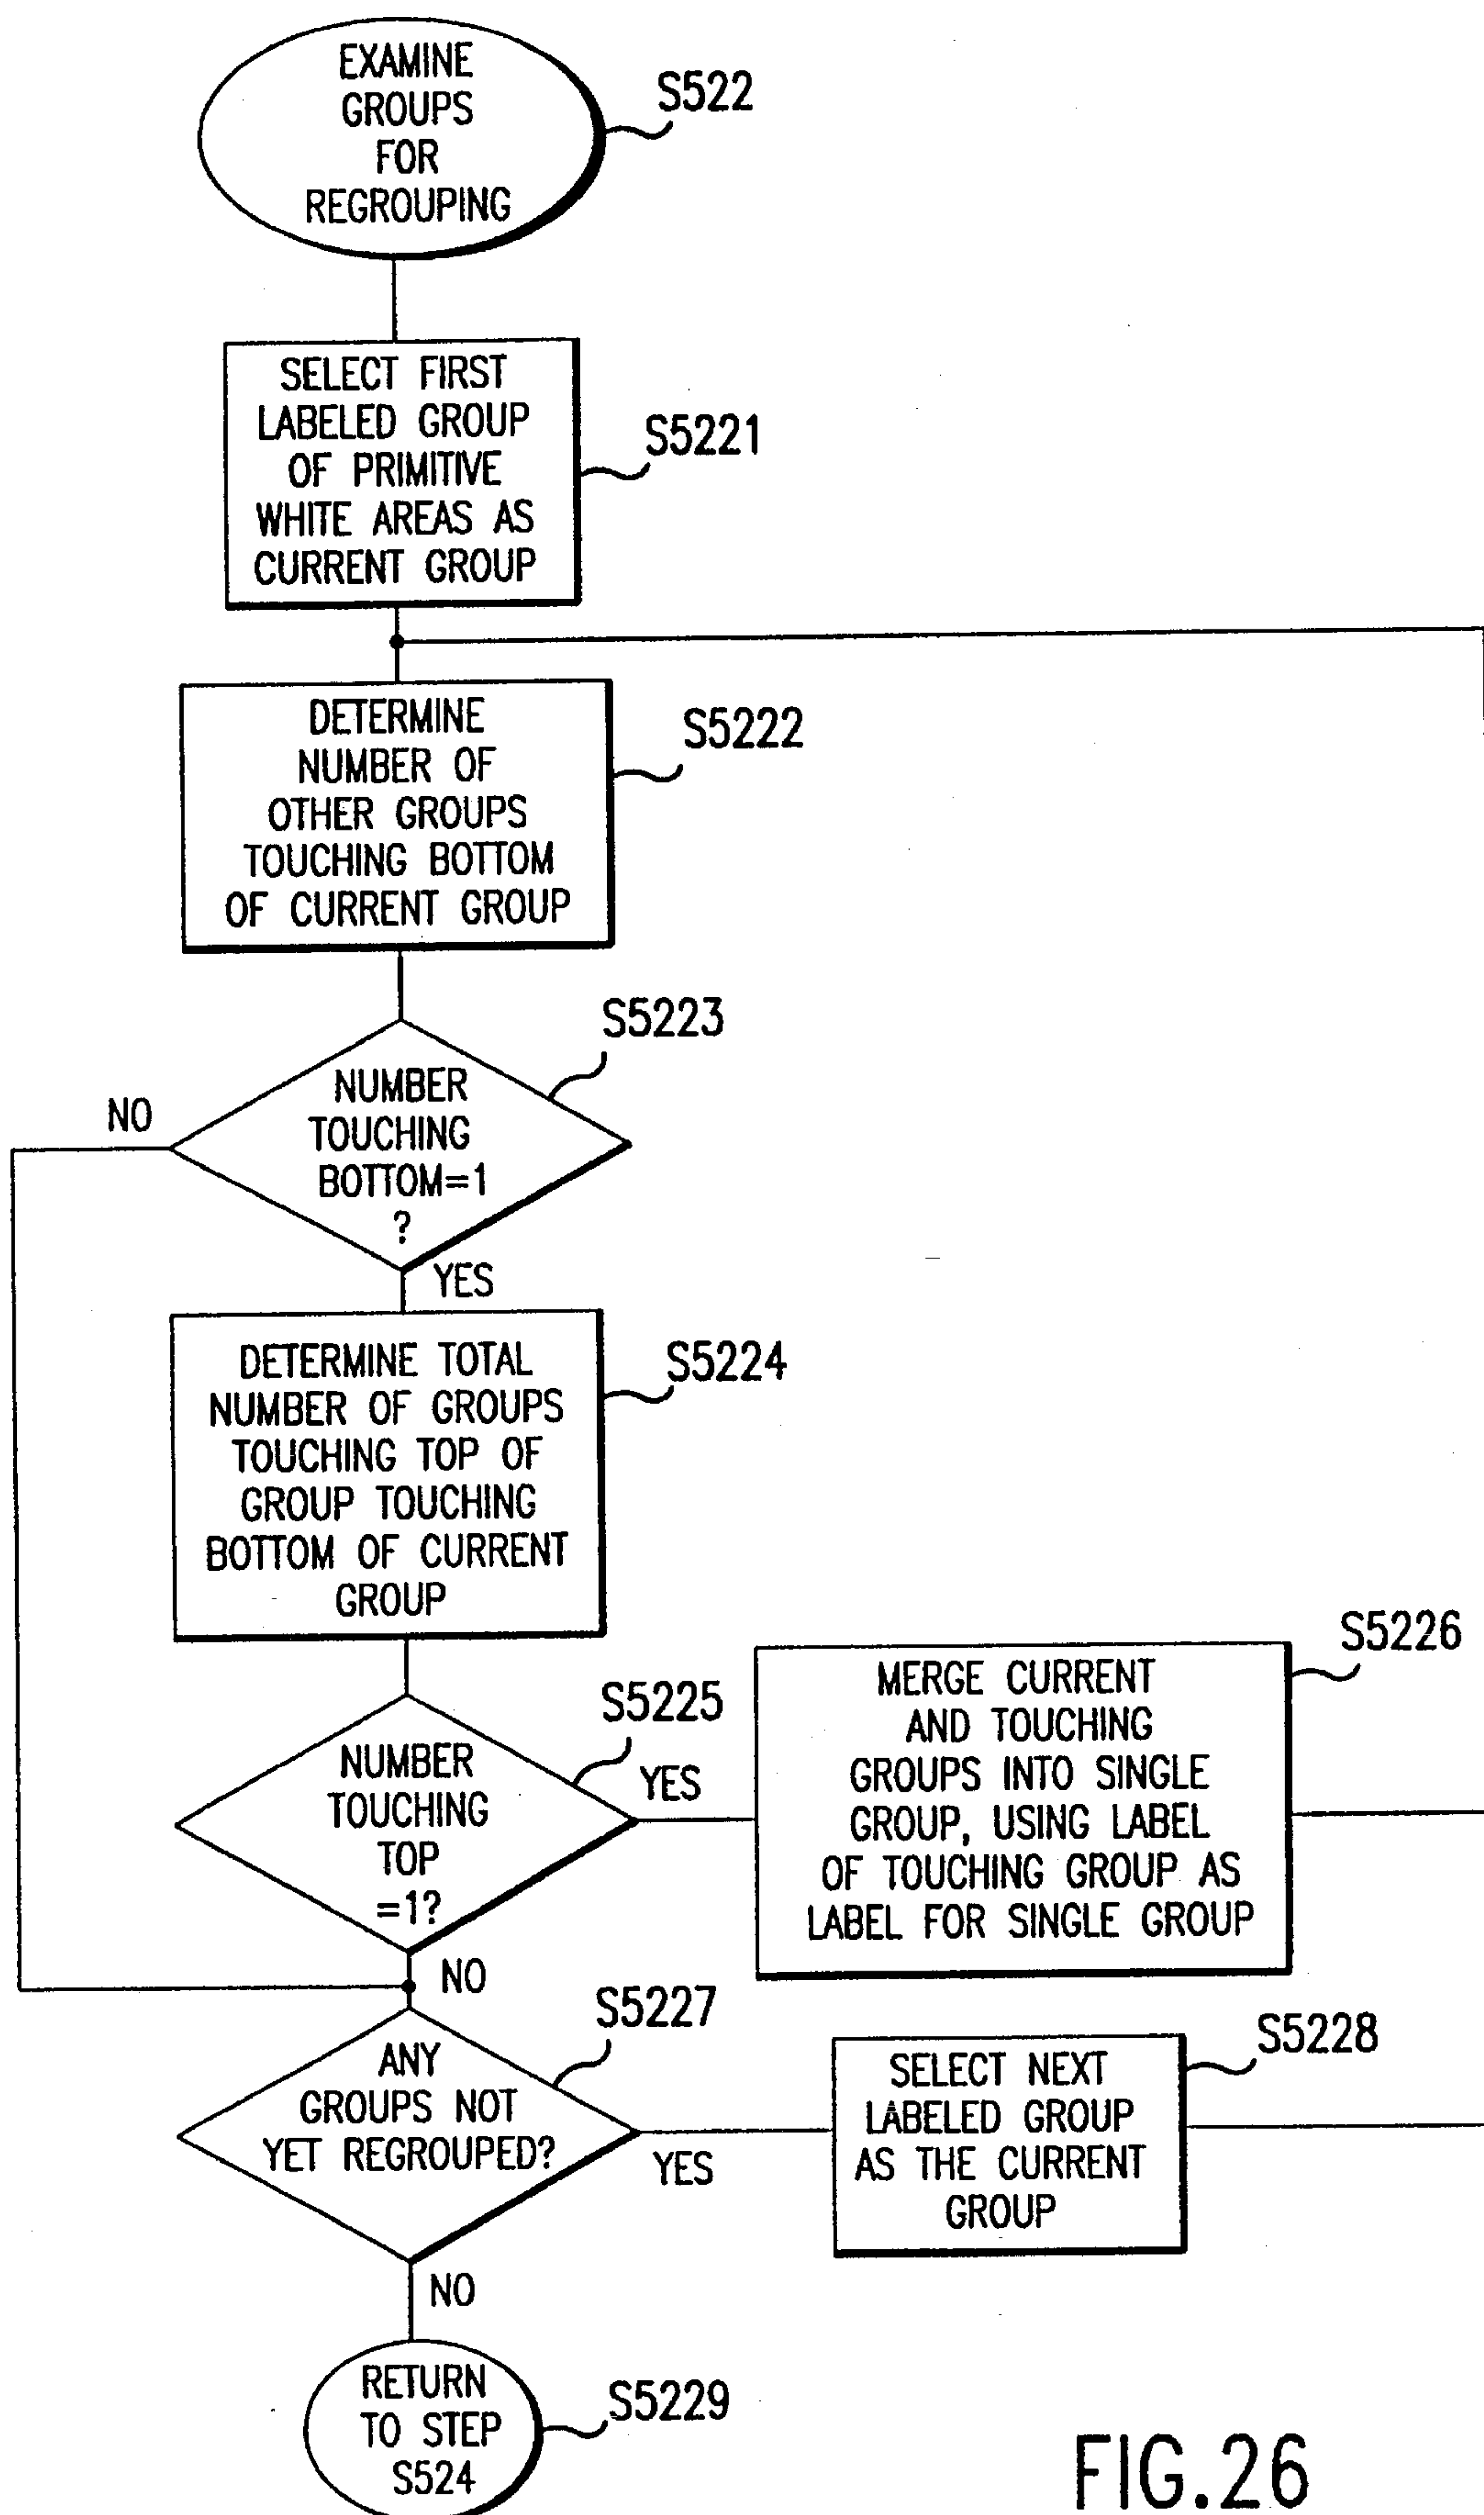 EXAMINE
GROUPS
FOR
REGROUPING
S522
SELECT FIRST
LABELED GROUP
OF PRIMITIVE
WHITE AREAS AS
CURRENT GROUP
S5221
DETERMINE
NUMBER OF
OTHER GROUPS
TOUCHING BOTTOM
OF CURRENT GROUP
S5222
NUMBER
TOUCHING
BOTTOM=1
?
S5223
NO
YES
DETERMINE TOTAL
NUMBER OF GROUPS
TOUCHING TOP OF
GROUP TOUCHING
BOTTOM OF CURRENT
GROUP
S5224
NUMBER
TOUCHING
TOP
=1?
S5225
YES
NO
MERGE CURRENT
AND TOUCHING
GROUPS INTO SINGLE
GROUP, USING LABEL
OF TOUCHING GROUP AS
LABEL FOR SINGLE GROUP
S5226
ANY
GROUPS NOT
YET REGROUPED?
S5227
YES
NO
SELECT NEXT
LABELED GROUP
AS THE CURRENT
GROUP
S5228
RETURN
TO STEP
S524
S5229
FIG.26